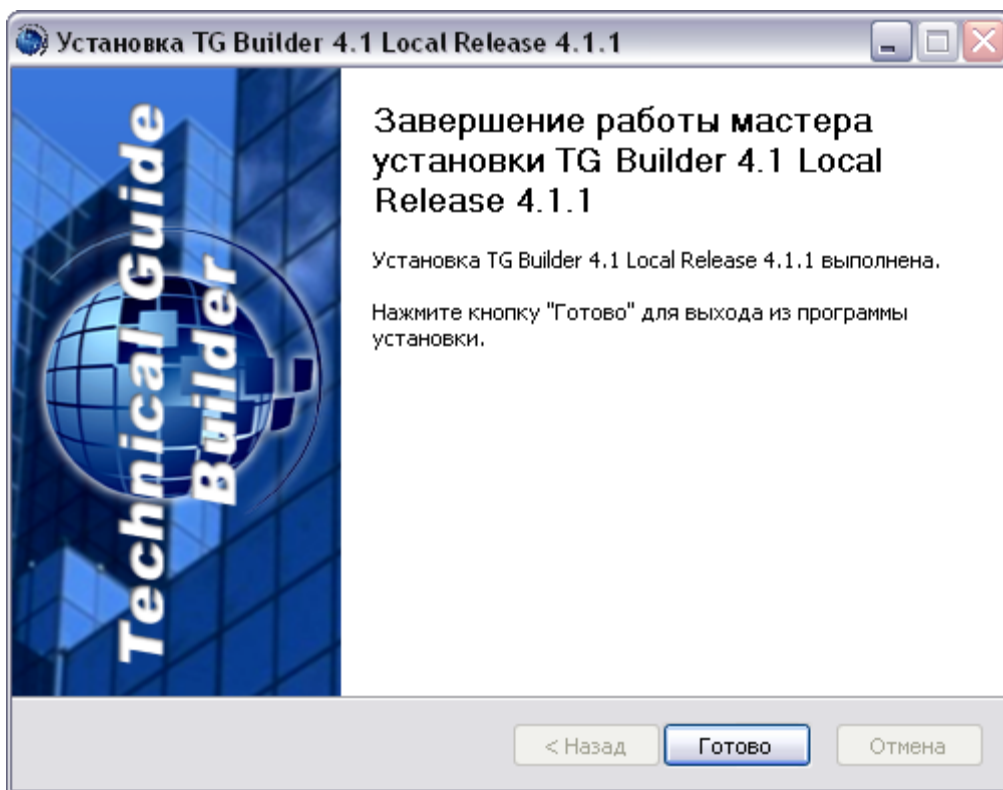 Установка TG Builder 4.1 Local Release 4.1.1
Technical Guide
Builder
Завершение работы мастера
установки TG Builder 4.1 Local
Release 4.1.1
Установка TG Builder 4.1 Local Release 4.1.1 выполнена.
Нажмите кнопку "Готово" для выхода из программы
установки.
< Назад
Готово
Отмена